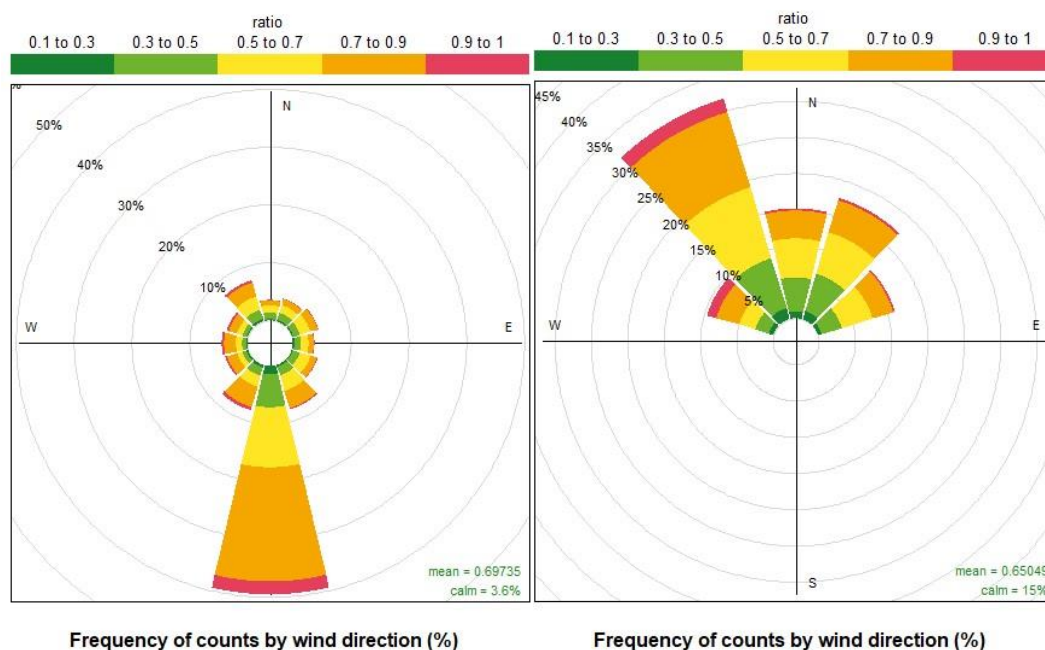 ratio
0.1 to 0.3 0.3 to 0.5 0.5 to 0.7 0.7 to 0.9 0.9 to 1
N
50%
40%
30%
20%
10%
W
E
mean = 0.69735
calm = 3.6%
Frequency of counts by wind direction (%)
ratio
0.1 to 0.3 0.3 to 0.5 0.5 to 0.7 0.7 to 0.9 0.9 to 1
45%
N
40%
35%
30%
25%
20%
15%
10%
5%
W
E
S
mean = 0.65049
calm = 15%
Frequency of counts by wind direction (%)